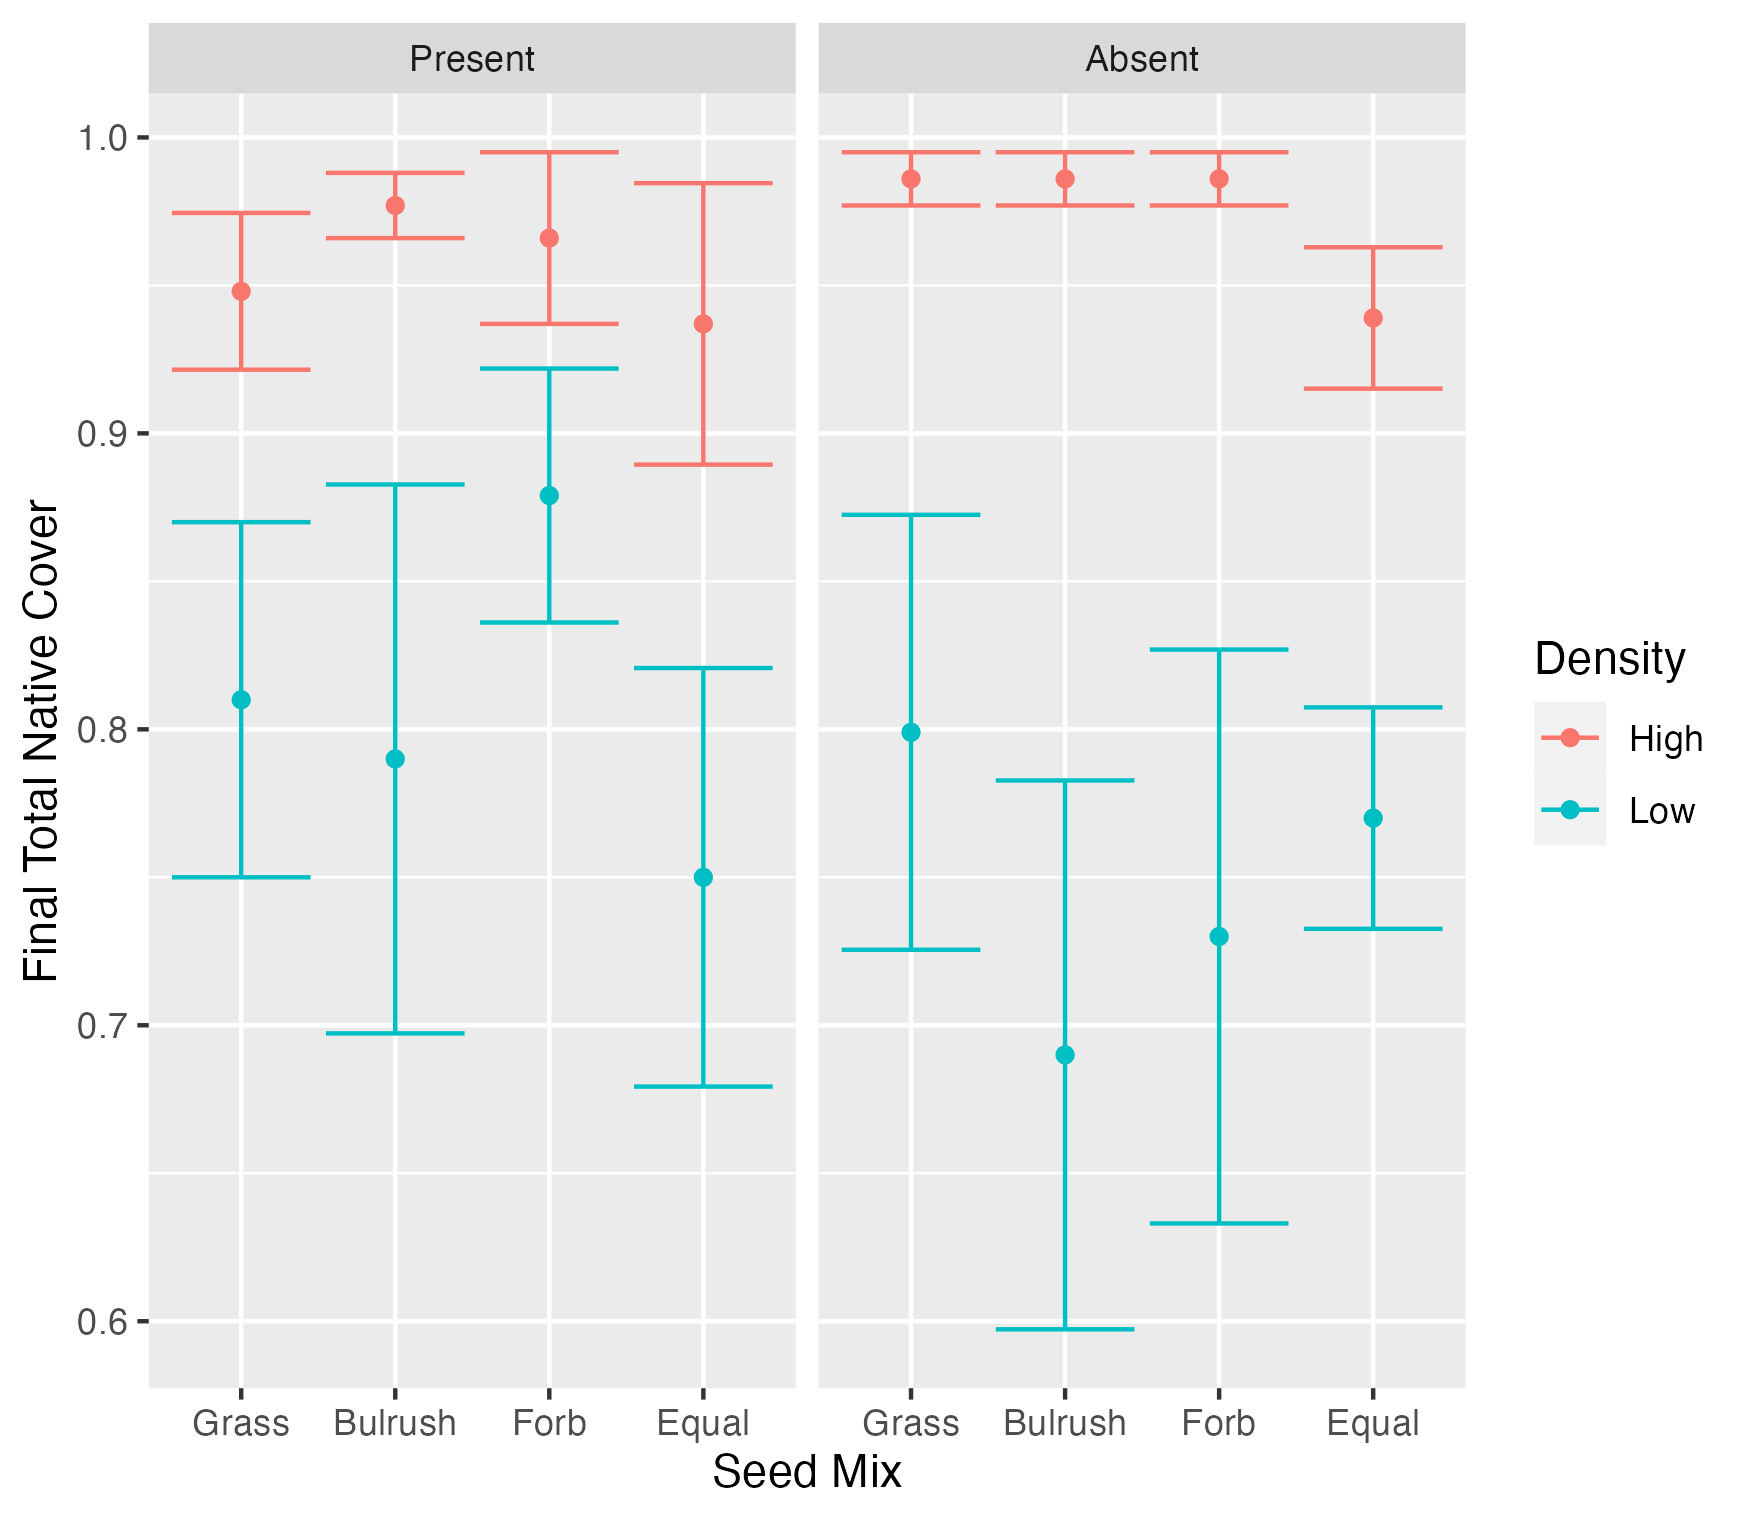 Present
Absent
Final Total Native Cover
1.0
0.9
0.8
0.7
0.6
Grass Bulrush Forb Equal
Grass Bulrush Forb Equal
Seed Mix
Density
High
Low